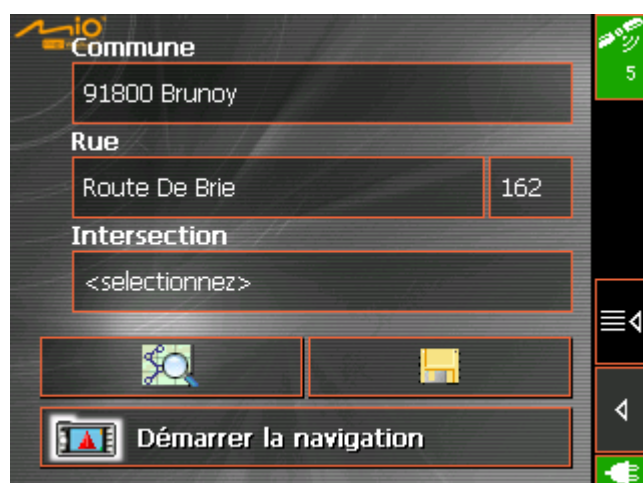 mio
Commune
91800 Brunoy
5
Rue
Route De Brie
162
Intersection
<selectionnez>
Démarrer la navigation